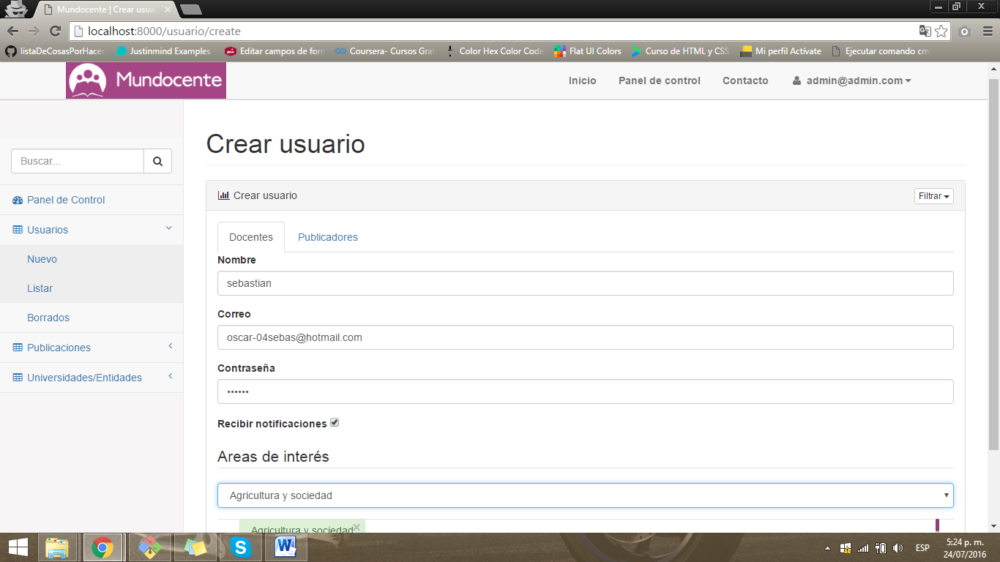 Mundocente | Crear usua
localhost:8000/usuario/create
listaDeCosasPorHacer
Justinmind Examples
Editar campos de for
Coursera- Cursos Grat
Color Hex Color Code
Flat UI Colors
Curso de HTML y CSS
Mi perfil Actívate
Ejecutar comando cm
Mundocente
Inicio
Panel de control
Contacto
admin@admin.com
Crear usuario
Buscar...
Panel de Control
Usuarios
Nuevo
Listar
Borrados
Publicaciones
Universidades/Entidades
Crear usuario
Filtrar
Docentes
Publicadores
Nombre
sebastian
Correo
oscar-04sebas@hotmail.com
Contraseña
••••••
Recibir notificaciones
Areas de interés
Agricultura y sociedad
Agricultura y sociedad
ESP
5:24 p. m.
24/07/2016